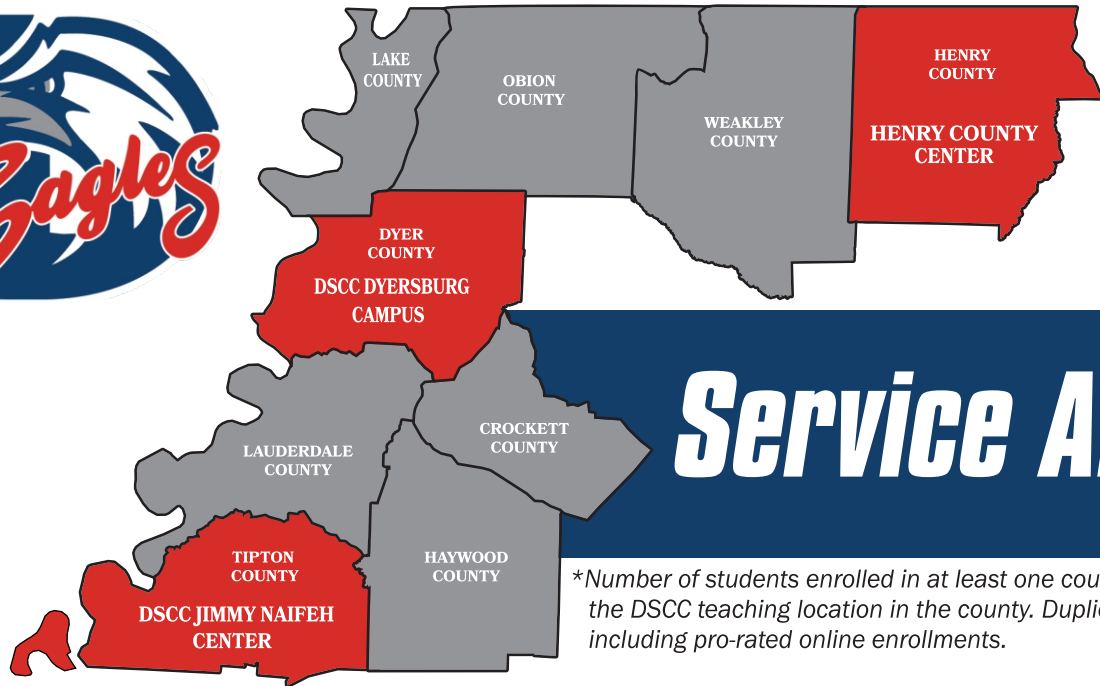 Eagles
LAKE
COUNTY
OBION
COUNTY
WEAKLEY
COUNTY
HENRY
COUNTY
HENRY COUNTY
CENTER
DYER
COUNTY
DSCC DYERSBURG
CAMPUS
CROCKETT
COUNTY
LAUDERDALE
COUNTY
Service
TIPTON
COUNTY
DSCC JIMMY NAIFEH
CENTER
HAYWOOD
COUNTY
*Number of students enrolled in at least one
the DSCC teaching location in the county.
including pro-rated online enrollments.